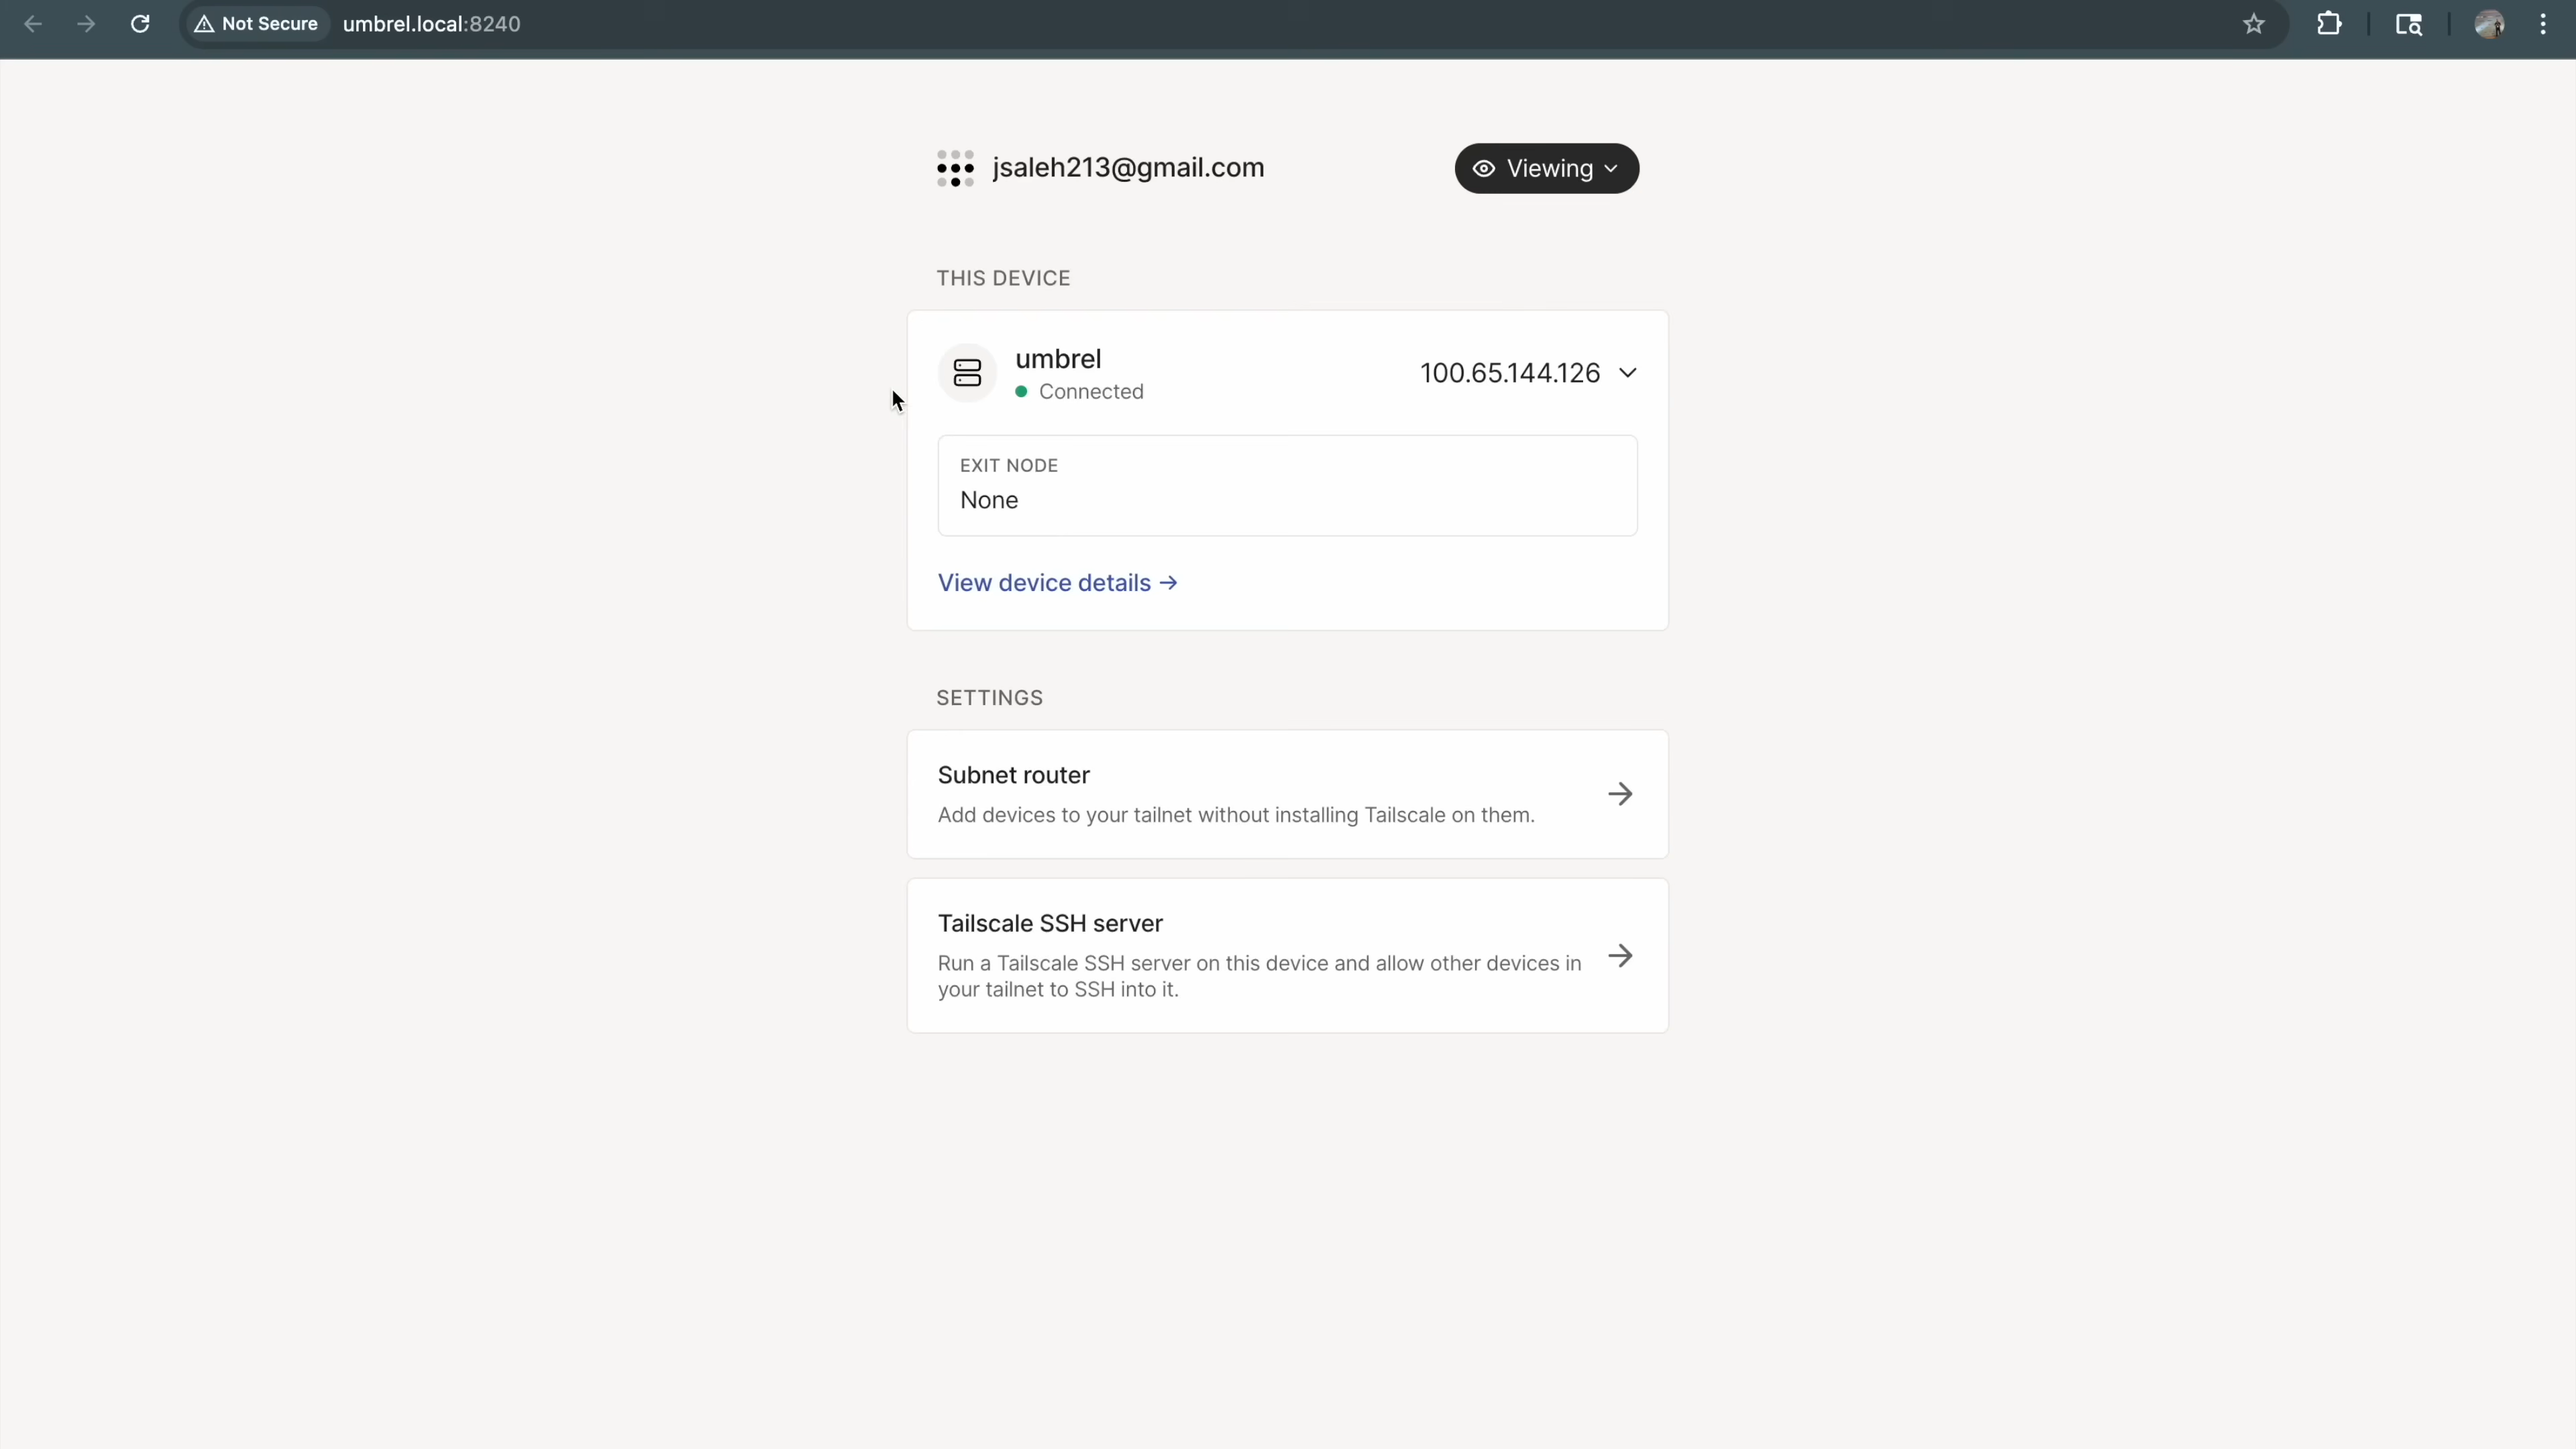 Not Secure
umbrel.local:8240
jsaleh213@gmail.com
Viewing
THIS DEVICE
umbrel
Connected
100.65.144.126
EXIT NODE
None
View device details →
SETTINGS
Subnet router
Add devices to your tailnet without installing Tailscale on them.
Tailscale SSH server
Run a Tailscale SSH server on this device and allow other devices in
your tailnet to SSH into it.